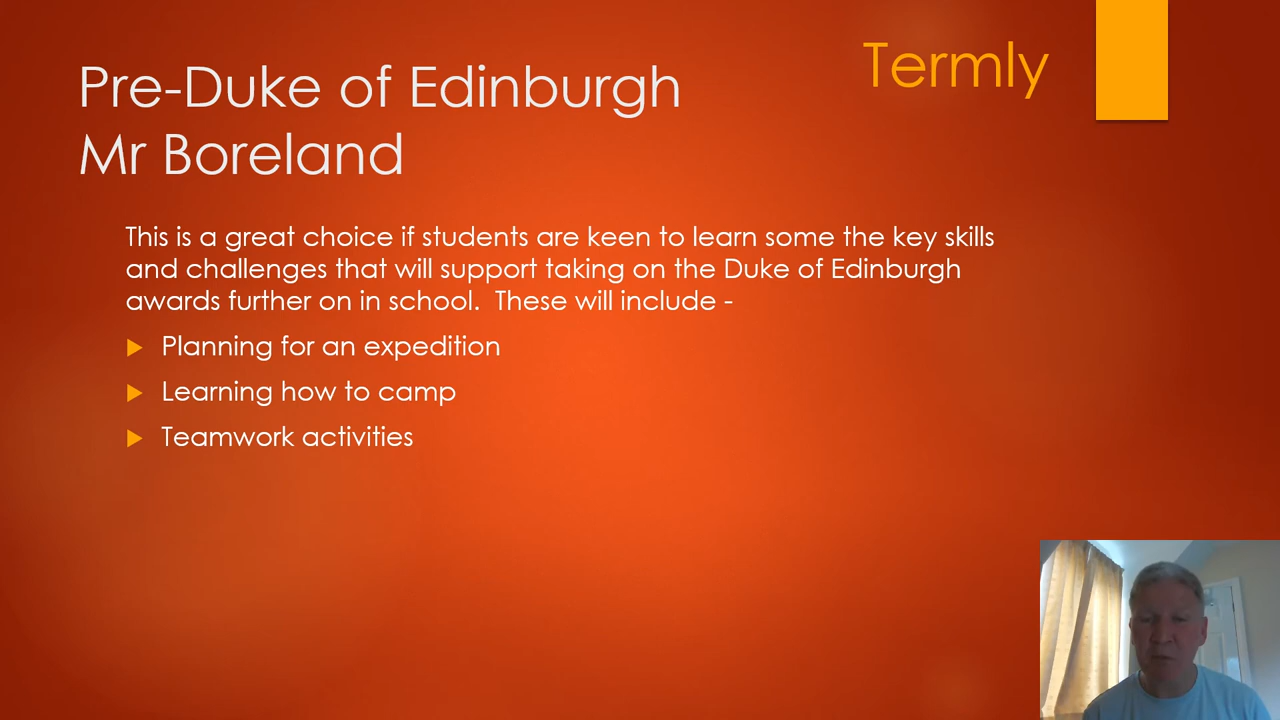 Termly
Pre-Duke of Edinburgh
Mr Boreland
This is a great choice if students are keen to learn some the key skills
and challenges that will support taking on the Duke of Edinburgh
awards further on in school.  These will include -
Planning for an expedition
Learning how to camp
Teamwork activities